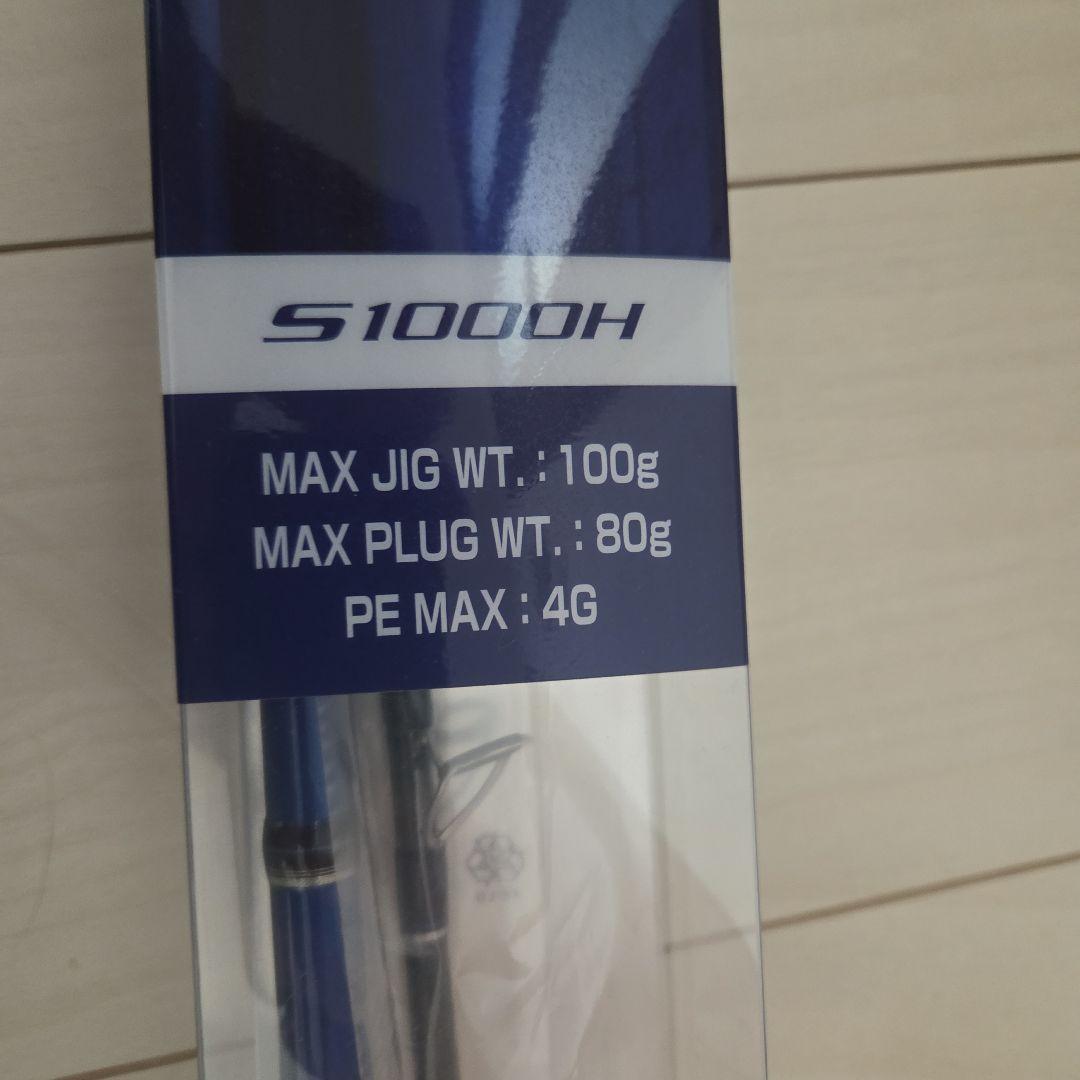 S1000H
MAX JIG WT.:100g
MAX PLUG WT.:80g
PE MAX:4G